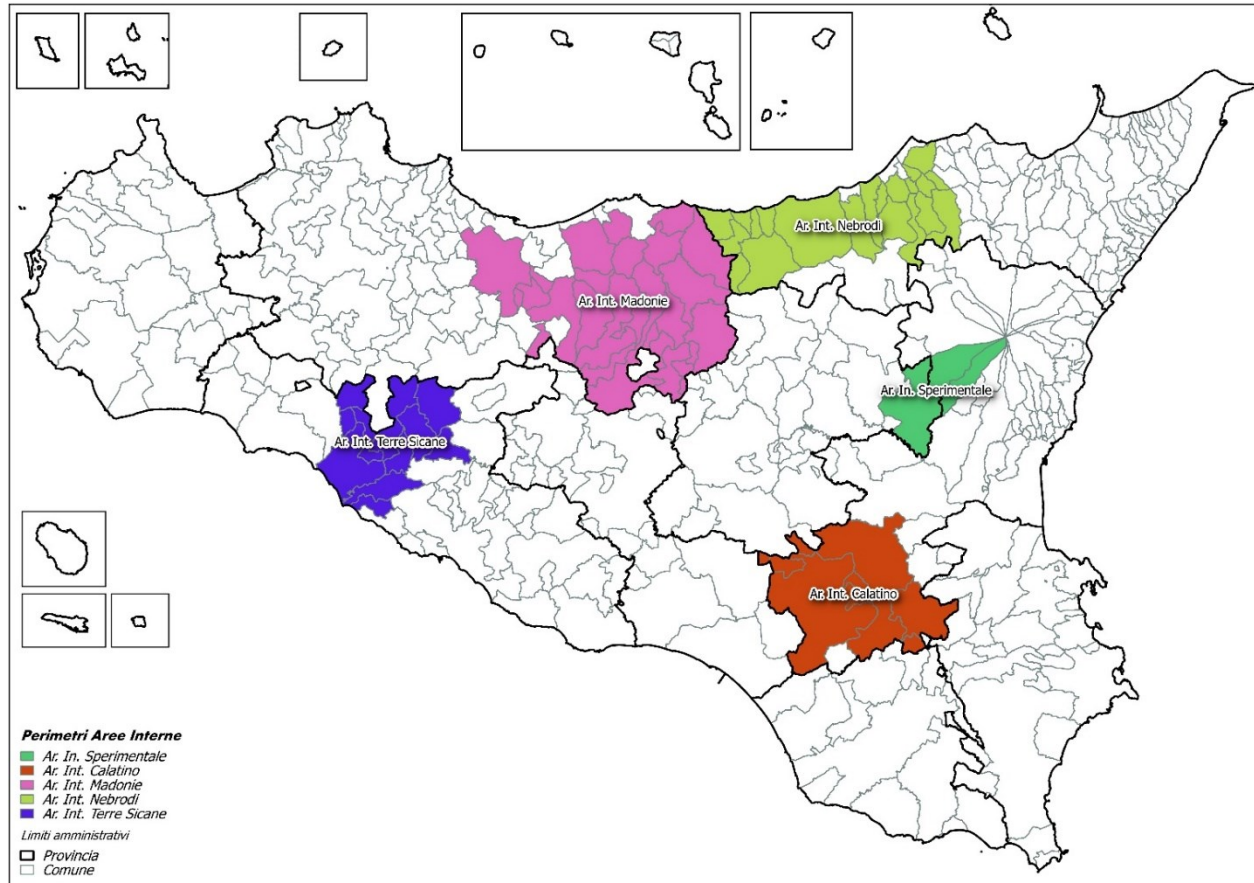 Ar. Int. Nebrodi
Ar. Int. Madonie
Ar. In. Sperimentale
Ar. Int. Terre Sicane
Ar. Int. Calatino
Perimetri Aree Interne
Ar. In. Sperimentale
Ar. Int. Calatino
Ar. Int. Madonie
Ar. Int. Nebrodi
Ar. Int. Terre Sicane
Limiti amministrativi
Provincia
Comune